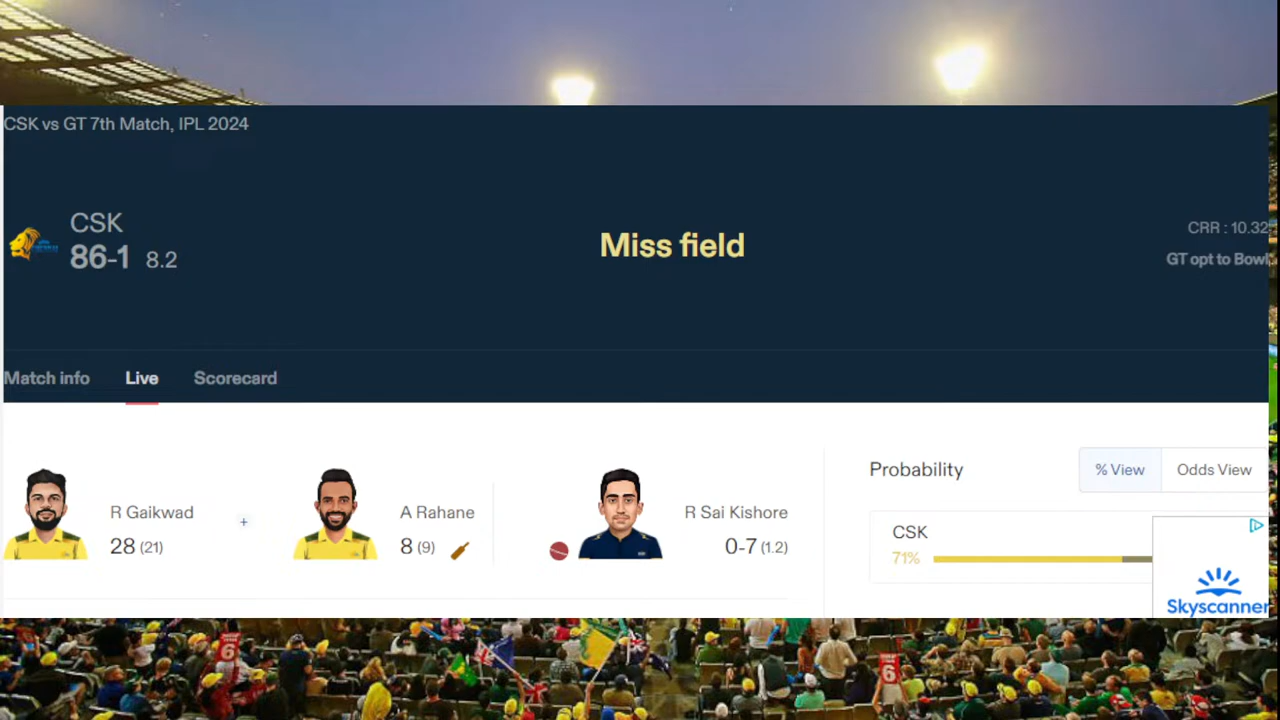 CSK vs GT 7th Match, IPL 2024
CSK
86-1 8.2
Miss field
CRR : 10.32
GT opt to Bowl
Match info Live Scorecard
R Gaikwad
28 (21)
+
A Rahane
8 (9)
R Sai Kishore
0-7 (1.2)
Probability
% View Odds View
CSK
71%
Skyscanner
6
6